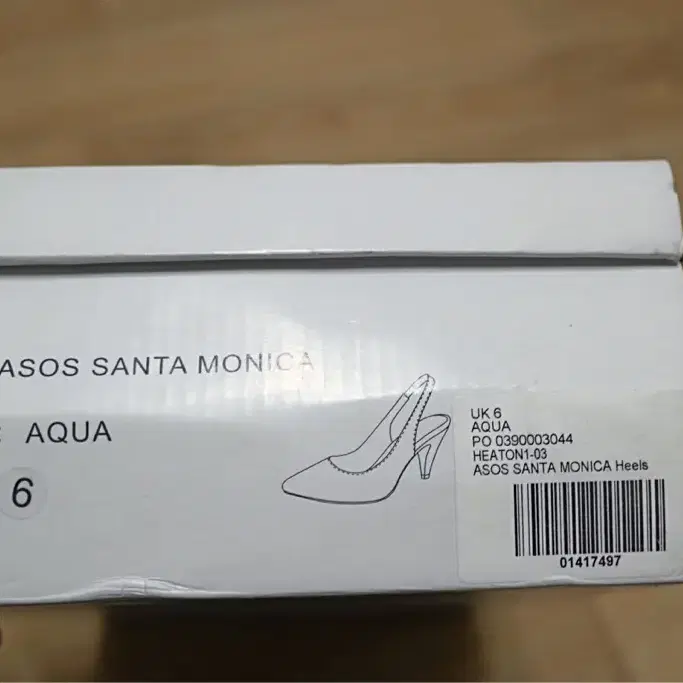 ASOS SANTA MONICA
: AQUA
6
UK 6
AQUA
PO 0390003044
HEATON1-03
ASOS SANTA MONICA Heels
01417497